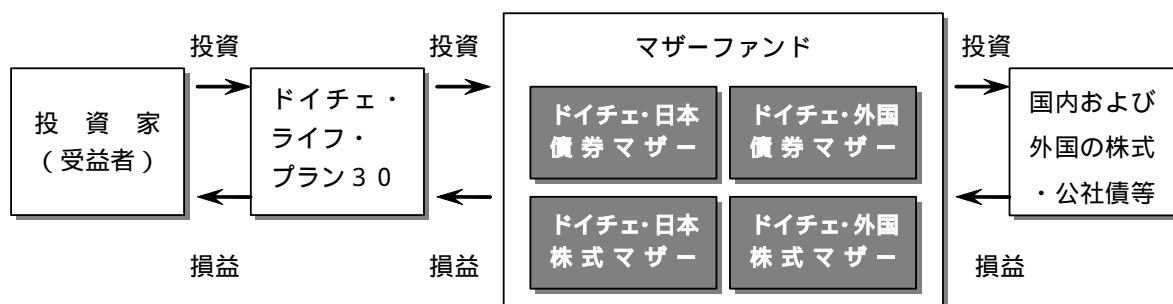 投資
投資
マザーファンド
投資
投　資　家
（受益者）
ドイチェ・
ライフ・
プラン３０
ドイチェ・日本
債券マザー
ドイチェ・外国
債券マザー
ドイチェ・日本
株式マザー
ドイチェ・外国
株式マザー
国内および
外国の株式
・公社債等
損益
損益
損益